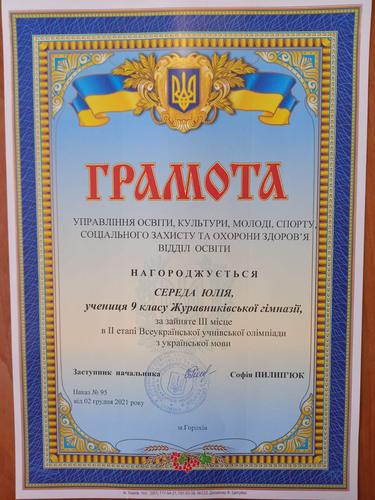 ГРАМОТА
УПРАВЛІННЯ ОСВІТИ, КУЛЬТУРИ, МОЛОДІ, СПОРТУ,
СОЦІАЛЬНОГО ЗАХИСТУ ТА ОХОРОНИ ЗДОРОВ'Я
ВІДДІЛ ОСВІТИ
НАГОРОДЖУЄТЬСЯ
СЕРЕДА ЮЛІЯ,
учениця 9 класу Журавниківської гімназії,
за зайняте ІІІ місце
в ІІ етапі Всеукраїнської учнівської олімпіади
з української мови
Заступник начальника Софія ПИЛИП'ЮК
Наказ № 95
від 02 грудня 2021 року
м.Горохів